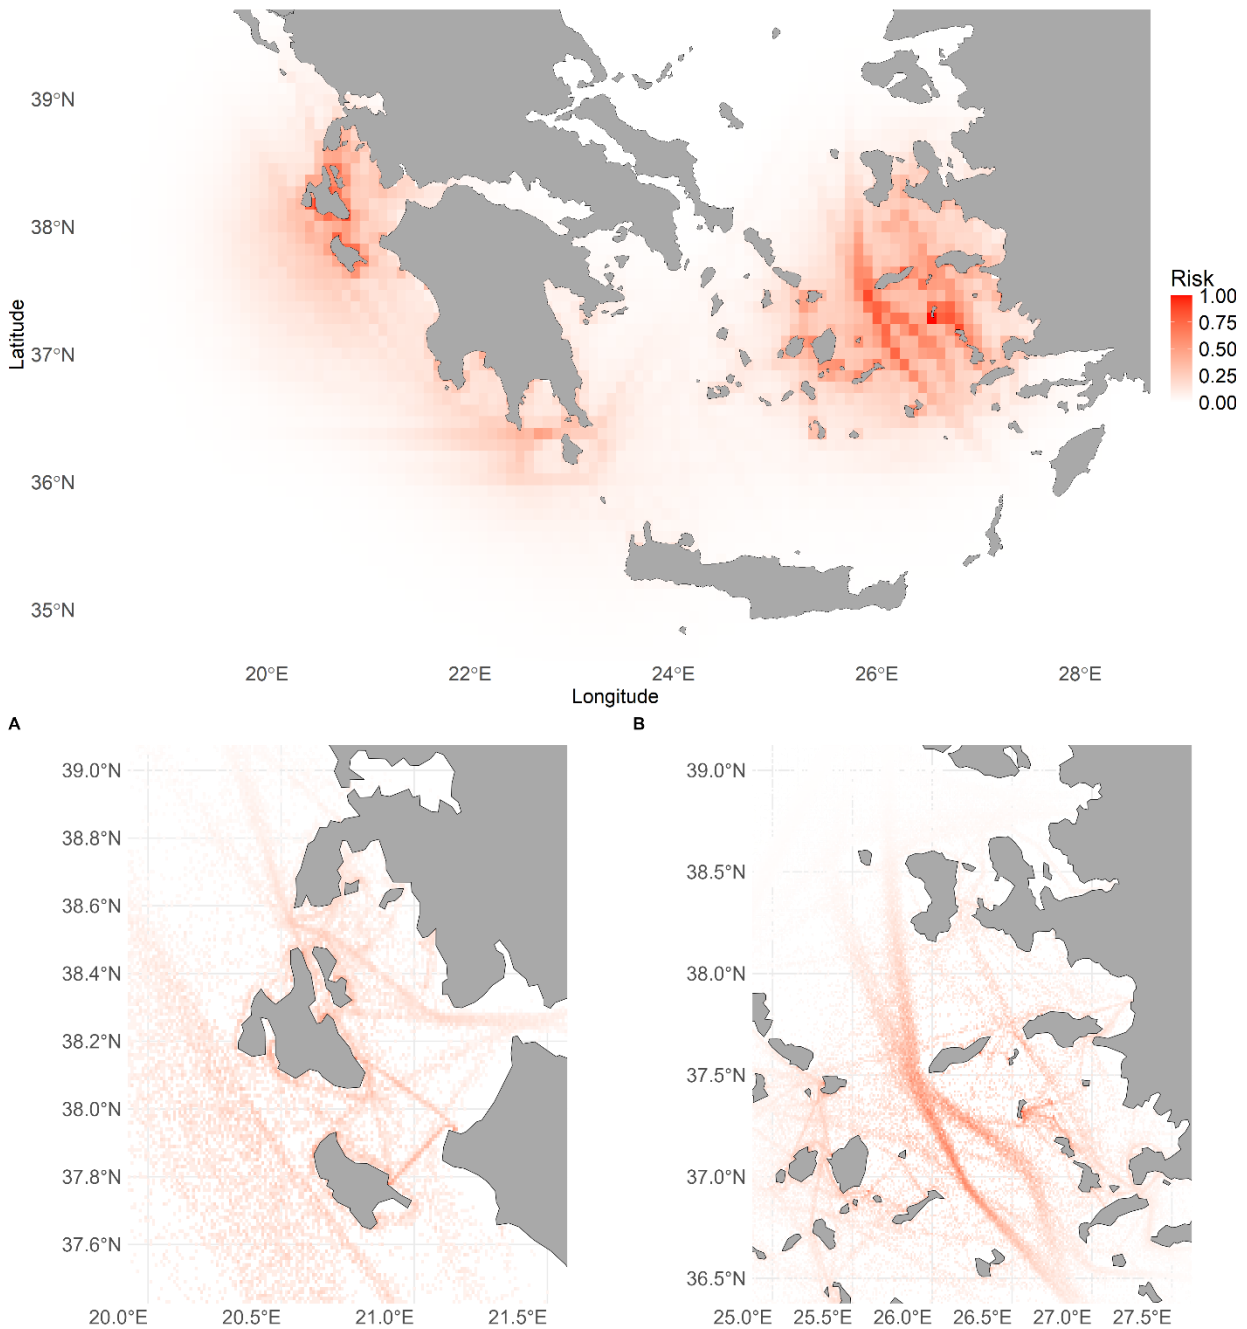 39°N
38°N
37°N
36°N
35°N
Latitude
20°E 22°E 24°E 26°E 28°E
Longitude
Risk
1.00
0.75
0.50
0.25
0.00
A
39.0°N
38.8°N
38.6°N
38.4°N
38.2°N
38.0°N
37.8°N
37.6°N
20.0°E 20.5°E 21.0°E 21.5°E
B
39.0°N
38.5°N
38.0°N
37.5°N
37.0°N
36.5°N
25.0°E 25.5°E 26.0°E 26.5°E 27.0°E 27.5°E